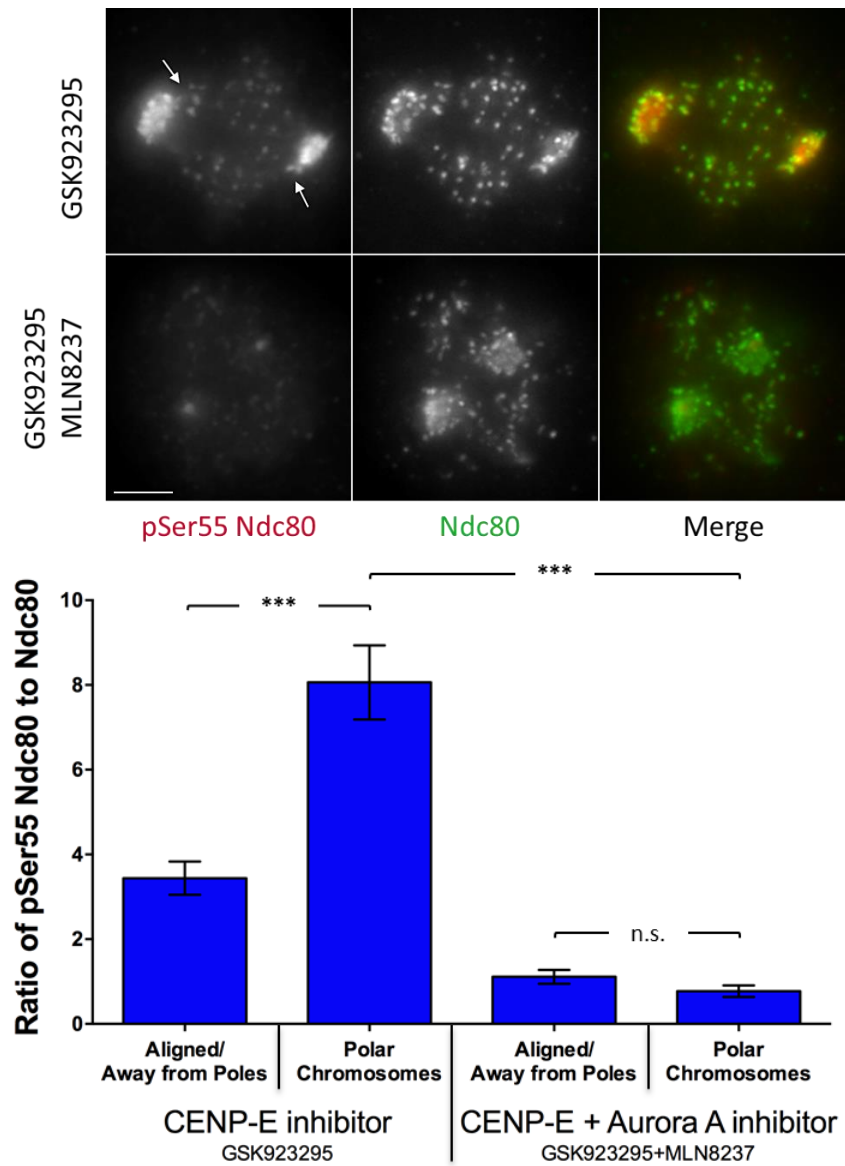 GSK923295
GSK923295
MLN8237
pSer55 Ndc80
Ndc80
Merge
Ratio of pSer55 Ndc80 to Ndc80
10
8
6
4
2
0
***
***
n.s.
Aligned/
Away from Poles
Polar
Chromosomes
Aligned/
Away from Poles
Polar
Chromosomes
CENP-E inhibitor
GSK923295
CENP-E + Aurora A inhibitor
GSK923295+MLN8237